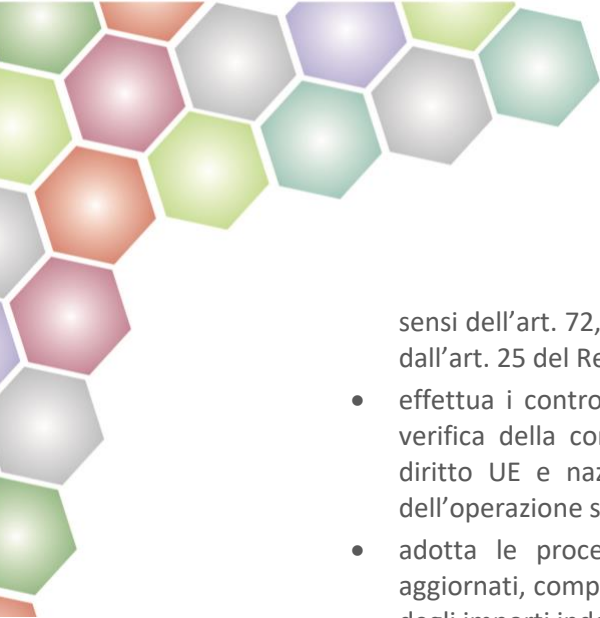 sensi dell'art. 72,
dall'art. 25 del Re
• effettua i contro
verifica della con
diritto UE e naz
dell'operazione s
• adotta le proce
aggiornati, comp